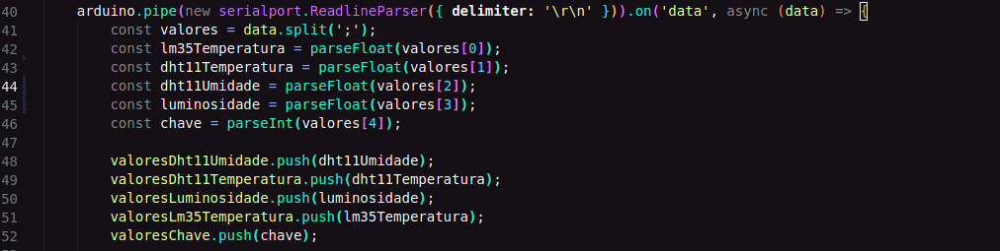 40 arduino.pipe(new serialport.ReadlineParser({ delimiter: '\r\n' })).on('data', async (data) => {
41 const valores = data.split(';');
42 const lm35Temperatura = parseFloat(valores[0]);
43 const dht11Temperatura = parseFloat(valores[1]);
44 const dht11Umidade = parseFloat(valores[2]);
45 const luminosidade = parseFloat(valores[3]);
46 const chave = parseInt(valores[4]);
47
48 valoresDht11Umidade.push(dht11Umidade);
49 valoresDht11Temperatura.push(dht11Temperatura);
50 valoresLuminosidade.push(luminosidade);
51 valoresLm35Temperatura.push(lm35Temperatura);
52 valoresChave.push(chave);